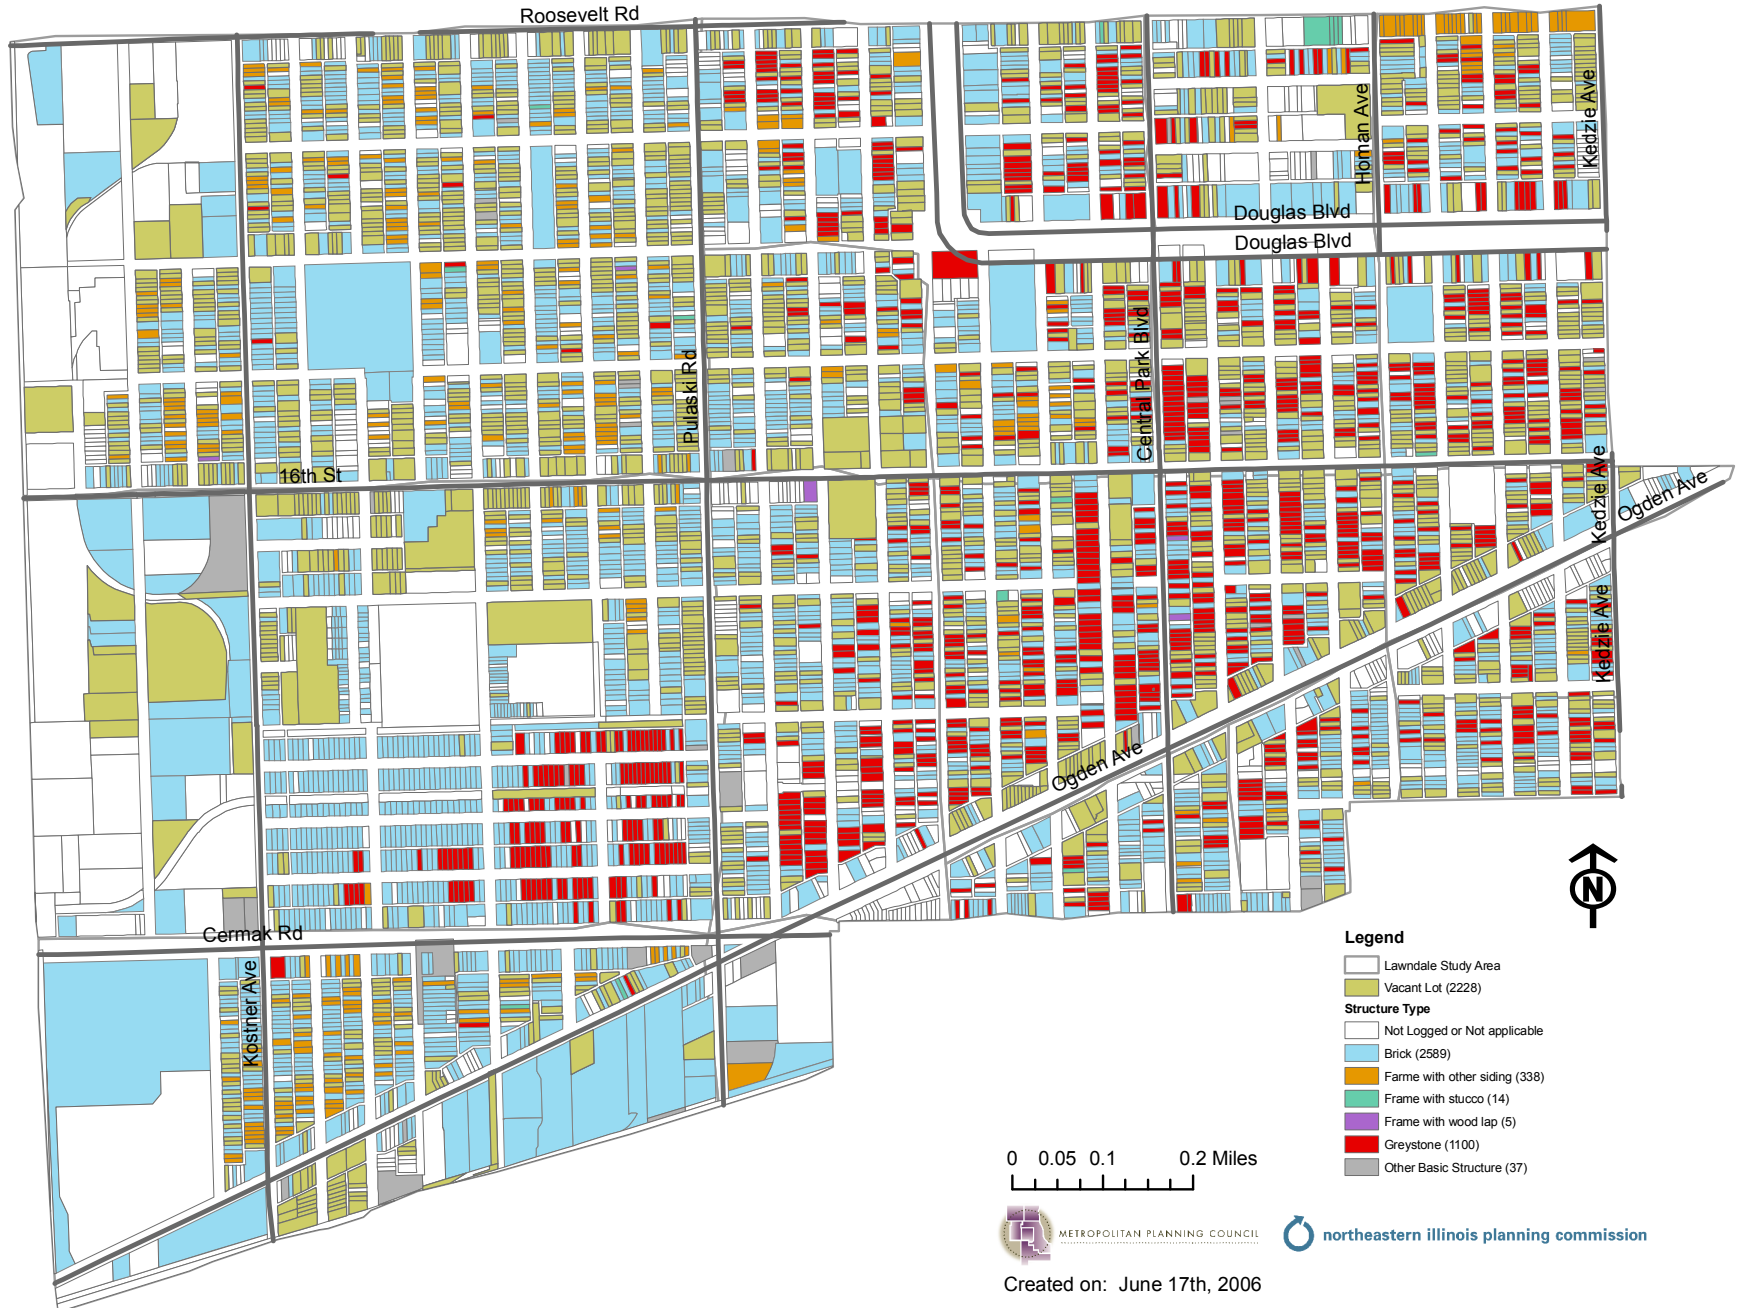 Roosevelt Rd
Homan Ave
Kedzie Ave
Douglas Blvd
Douglas Blvd
Pulaski Rd
Central Park Blvd
16th St
Kedzie Ave
Ogden Ave
Kedzie Ave
Ogden Ave
Cermak Rd
Kostner Ave
N
Legend
Lawndale Study Area
Vacant Lot (2228)
Structure Type
Not Logged or Not applicable
Brick (2589)
Farme with other siding (338)
Frame with stucco (14)
Frame with wood lap (5)
Greystone (1100)
Other Basic Structure (37)
0 0.05 0.1 0.2 Miles
METROPOLITAN PLANNING COUNCIL
northeastern illinois planning commission
Created on: June 17th, 2006